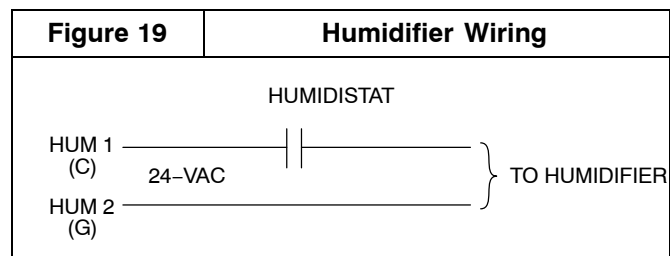 Figure 19
Humidifier Wiring
HUMIDISTAT
HUM 1
(C)
24−VAC
TO HUMIDIFIER
HUM 2
(G)